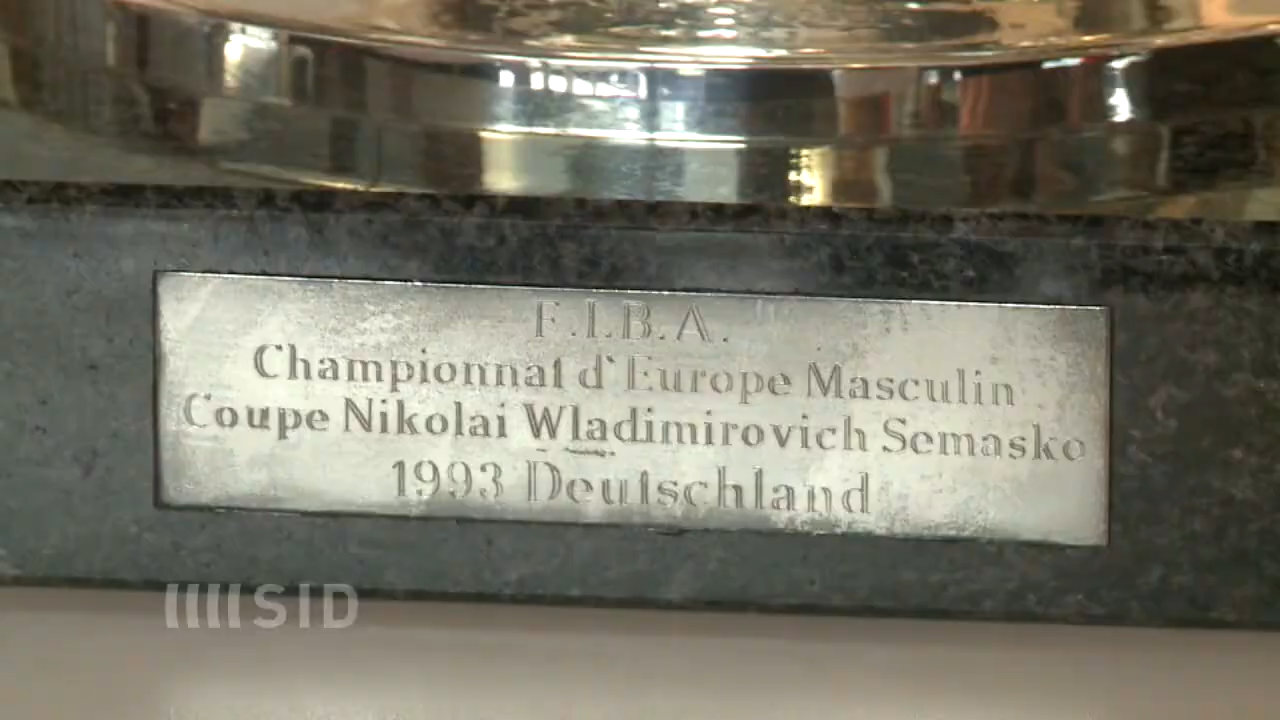 F.I.B.A.
Championnat d`Europe Masculin
Coupe Nikolai Wladimirovich Semasko
1993 Deutschland
SID